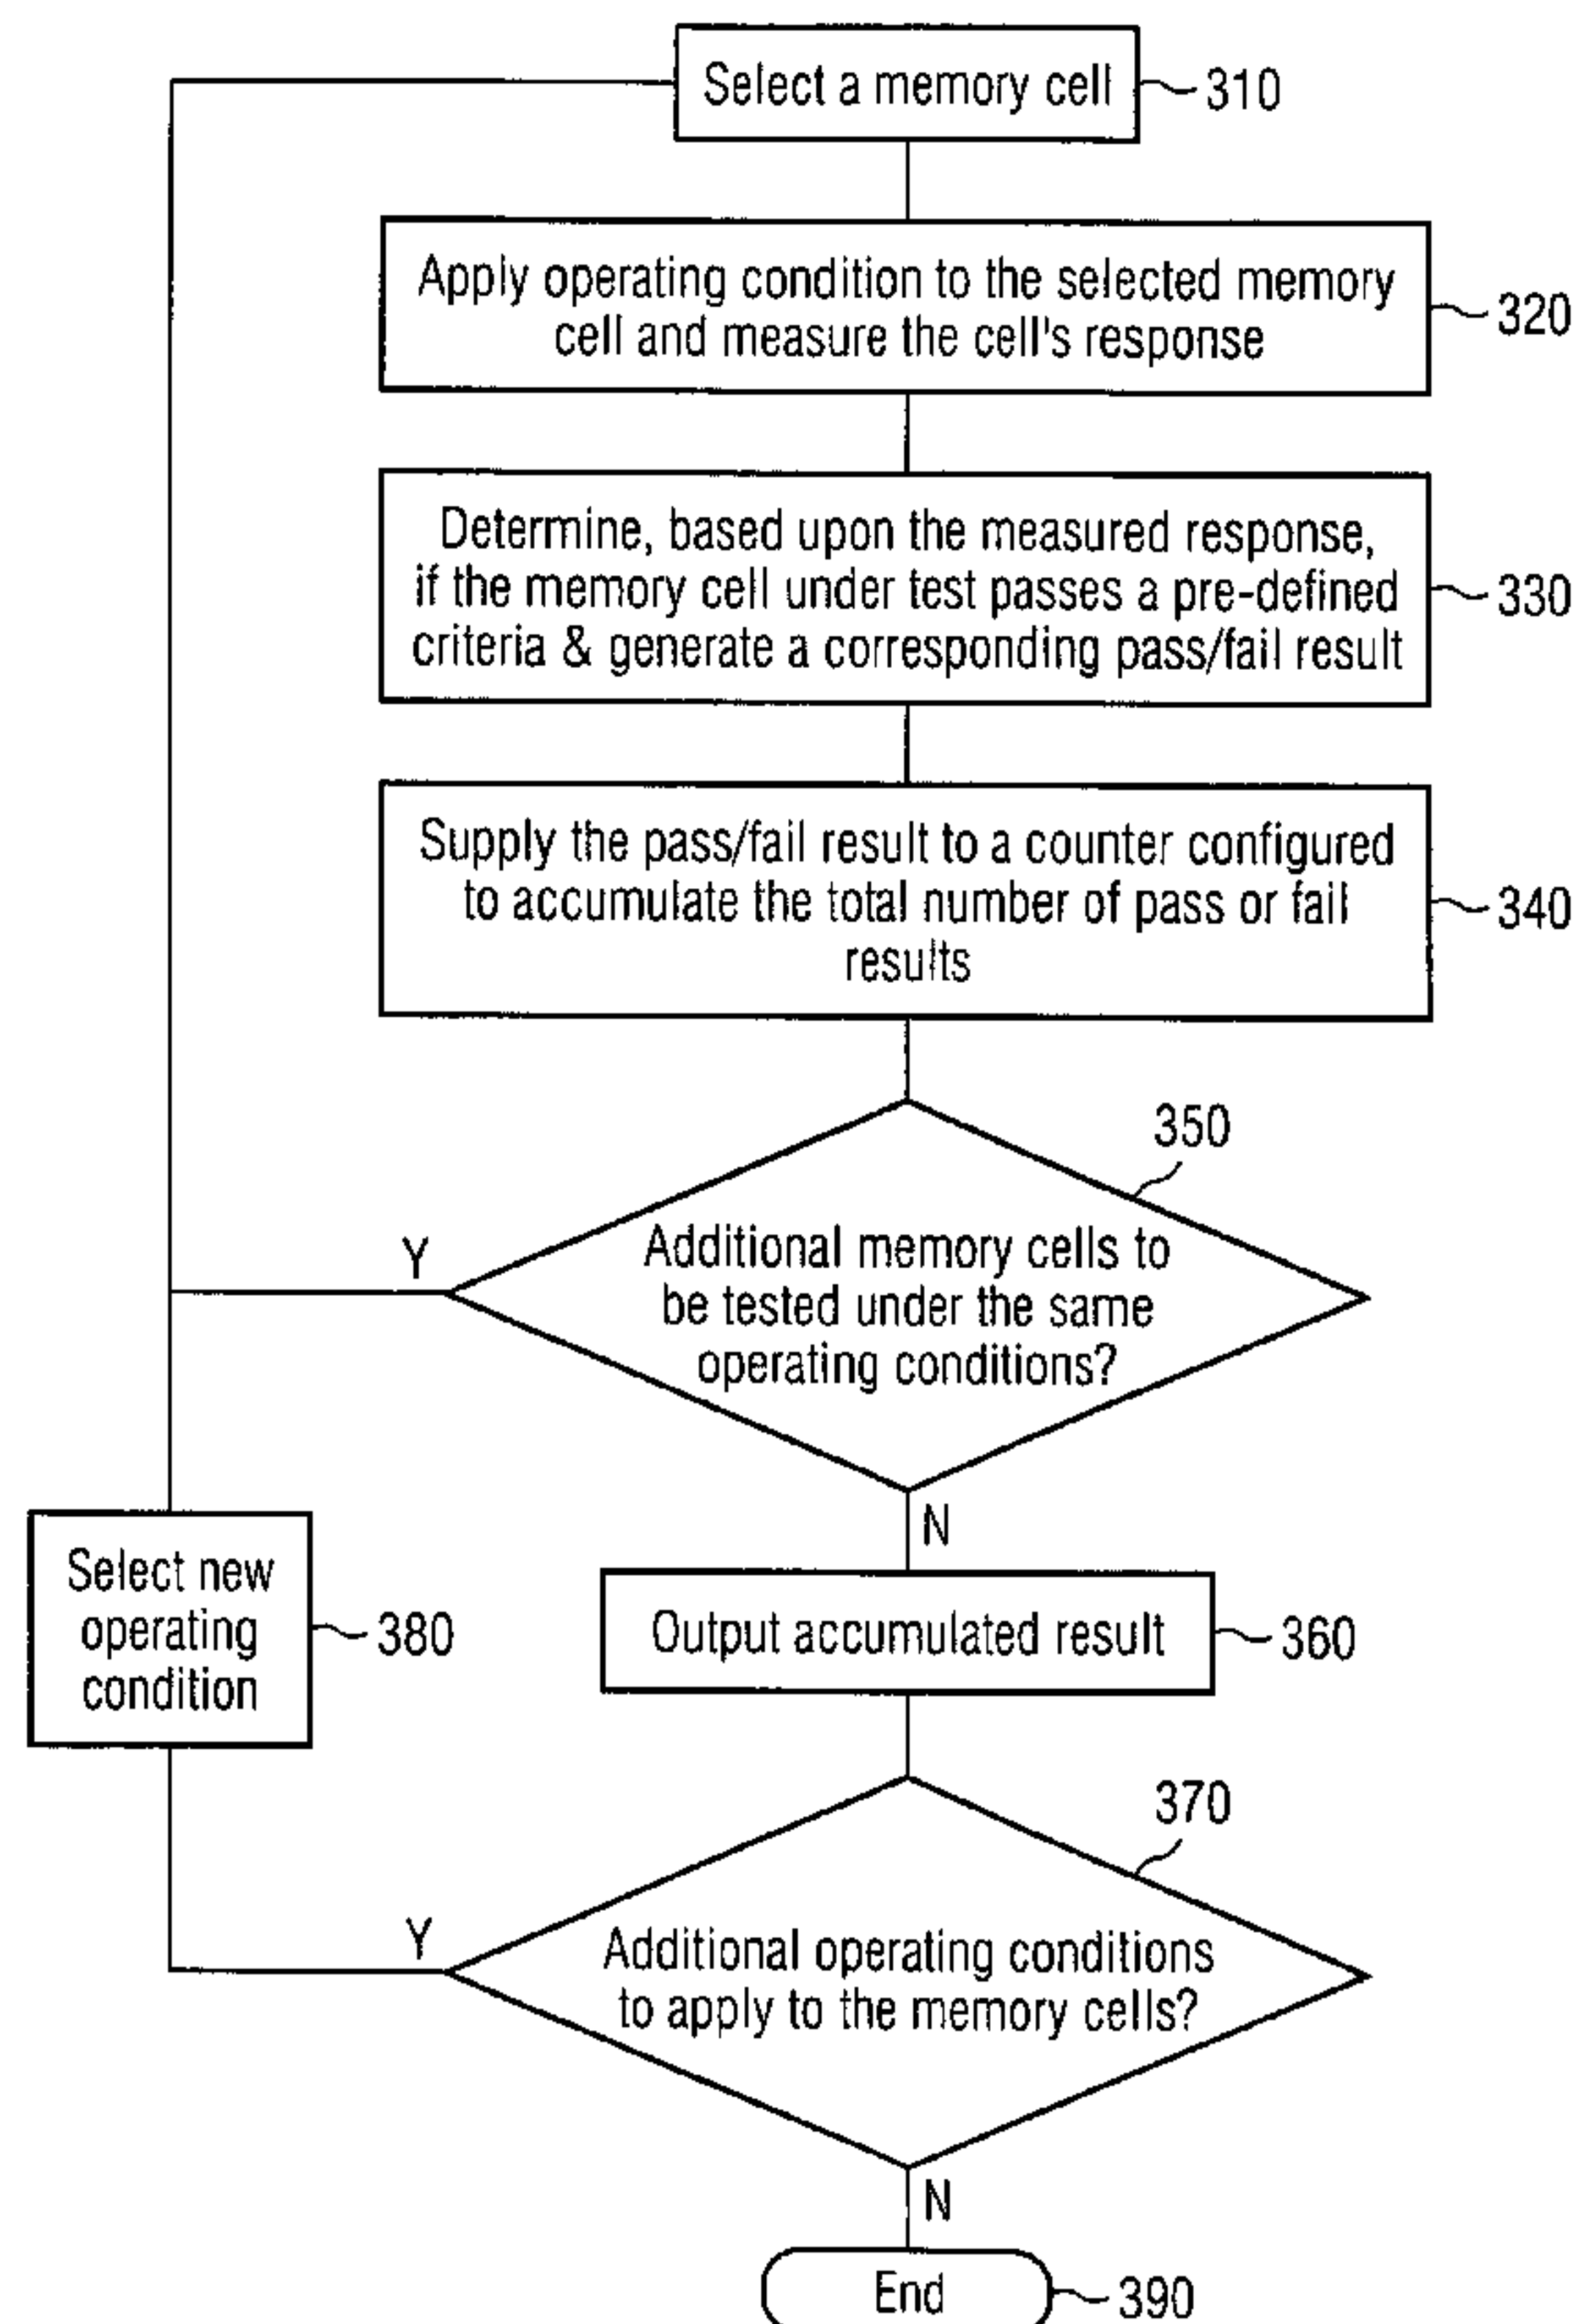 Select a memory cell
310
Apply operating condition to the selected memory
cell and measure the cell's response
320
Determine, based upon the measured response,
if the memory cell under test passes a pre-defined
criteria & generate a corresponding pass/fail result
330
Supply the pass/fail result to a counter configured
to accumulate the total number of pass or fail
results
340
350
Additional memory cells to
be tested under the same
operating conditions?
Y
N
Select new
operating
condition
380
Output accumulated result
360
370
Additional operating conditions
to apply to the memory cells?
Y
N
End
390